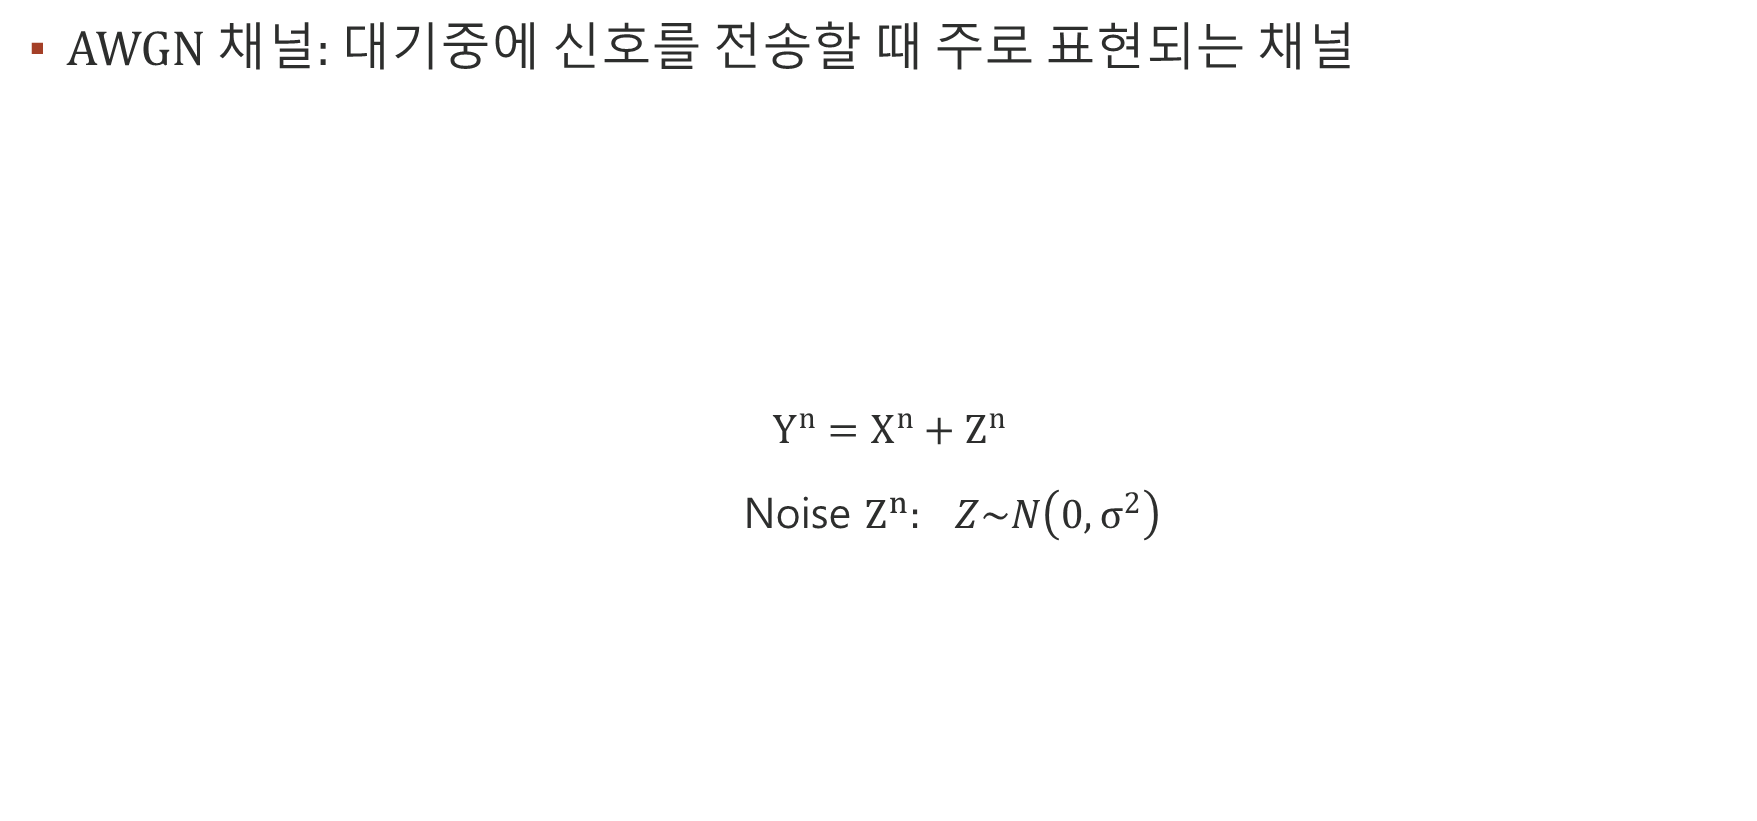 ▪ AWGN 채널: 대기중에 신호를 전송할 때 주로 표현되는 채널
Yⁿ = Xⁿ + Zⁿ
Noise Zⁿ: Z~N(0, σ²)